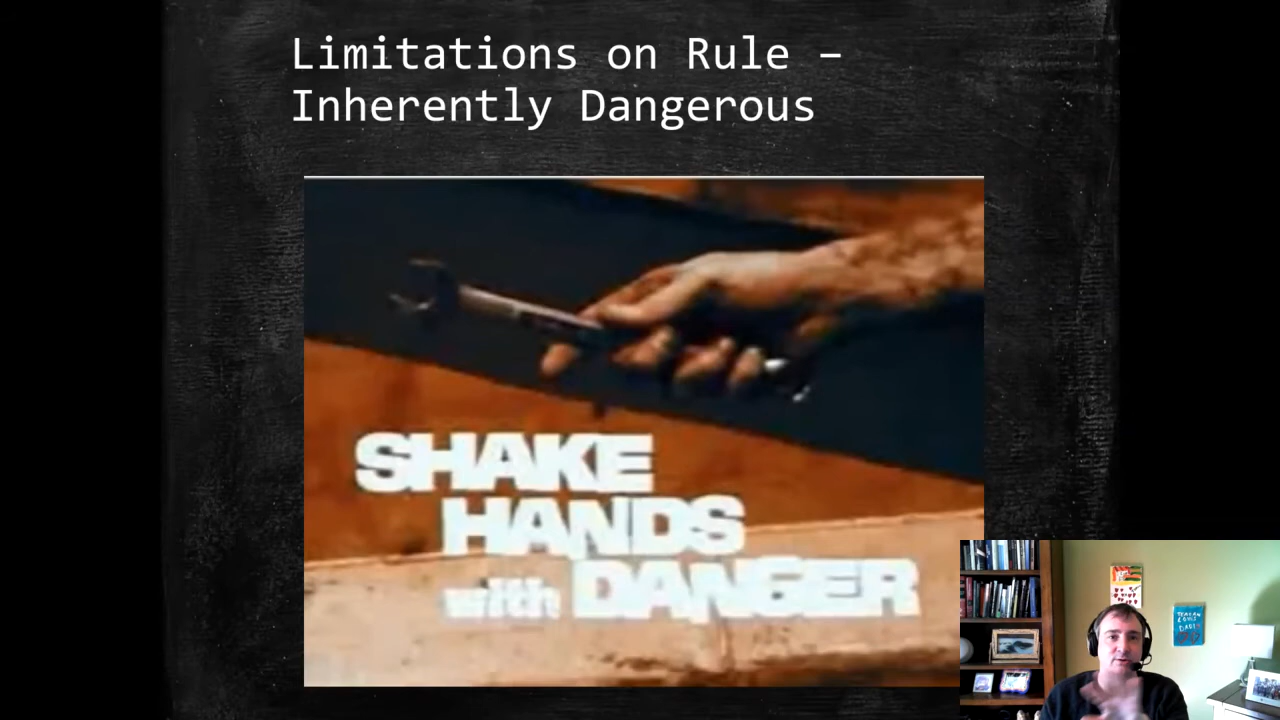 Limitations on Rule –
Inherently Dangerous
SHAKE
HANDS
with DANGER